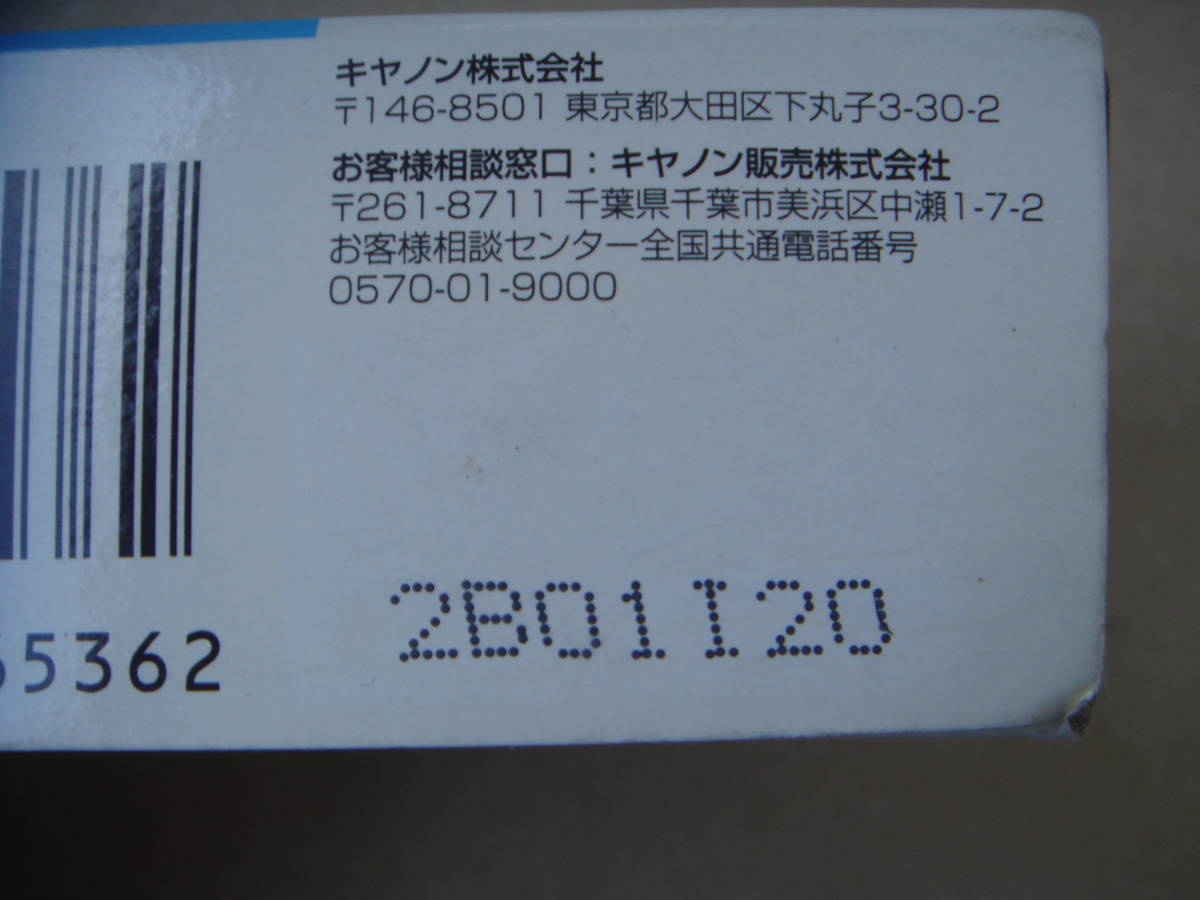 キヤノン株式会社
〒146-8501 東京都大田区下丸子3-30-2
お客様相談窓口：キヤノン販売株式会社
〒261-8711 千葉県千葉市美浜区中瀬1-7-2
お客様相談センター全国共通電話番号
0570-01-9000
2B01I20
5362